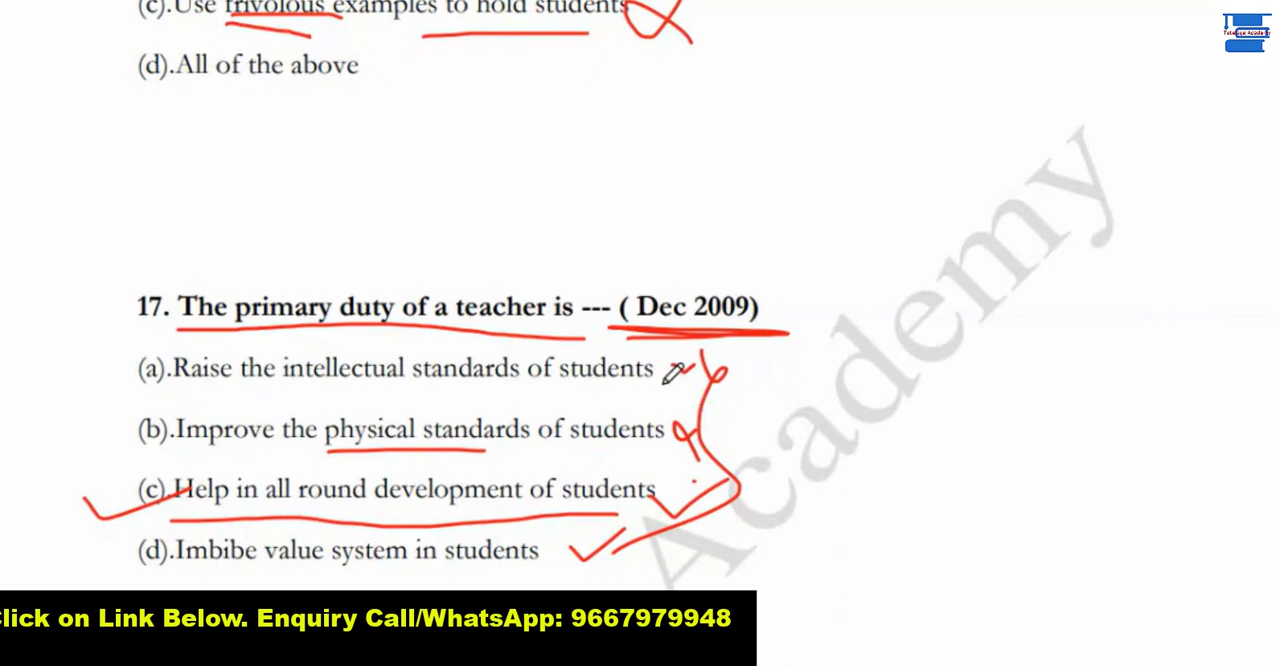 (c).Use frivolous examples to hold students
(d).All of the above
Tutelage Academy
17. The primary duty of a teacher is --- ( Dec 2009)
(a).Raise the intellectual standards of students
(b).Improve the physical standards of students
(c).Help in all round development of students
(d).Imbibe value system in students
Academy
Click on Link Below. Enquiry Call/WhatsApp: 9667979948